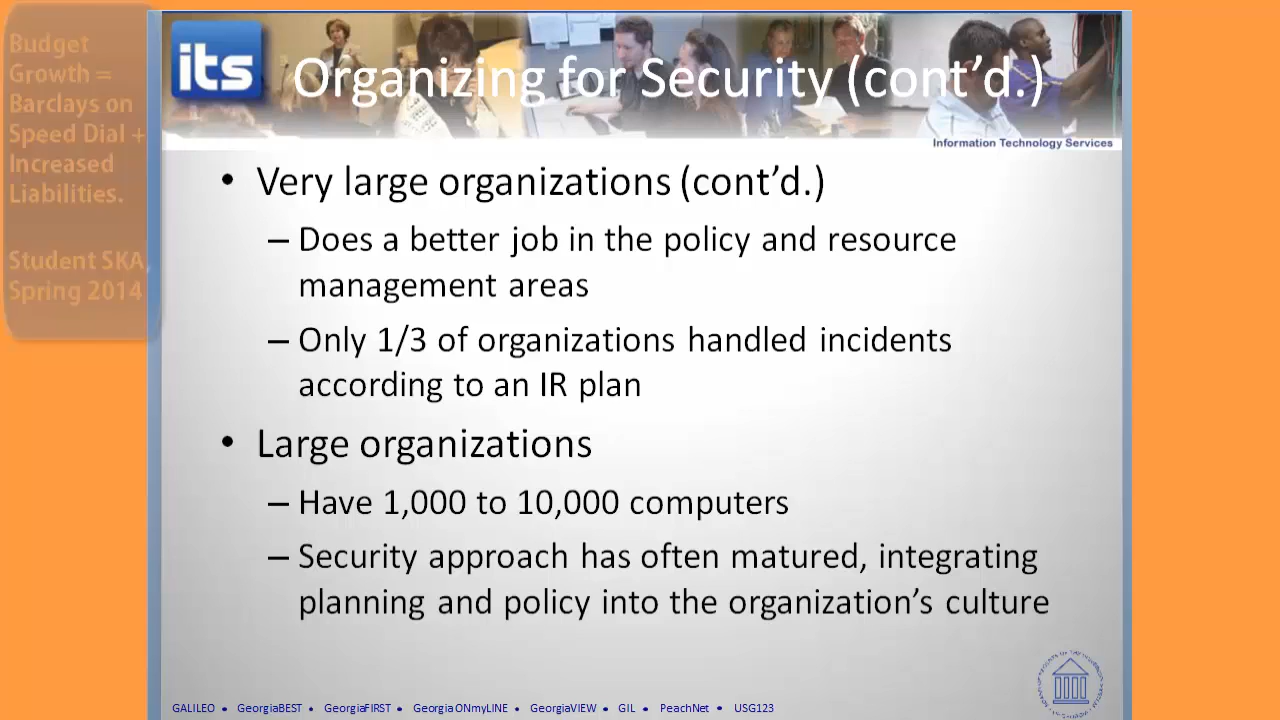 Budget
Growth =
Barclays on
Speed Dial +
Increased
Liabilities.
Student SKA,
Spring 2014
its
Organizing for Security (cont’d.)
Information Technology Services
• Very large organizations (cont’d.)
– Does a better job in the policy and resource
management areas
– Only 1/3 of organizations handled incidents
according to an IR plan
• Large organizations
– Have 1,000 to 10,000 computers
– Security approach has often matured, integrating
planning and policy into the organization’s culture
GALILEO • GeorgiaBEST • GeorgiaFIRST • GeorgiaONmyLINE • GeorgiaVIEW • GIL • PeachNet • USG123